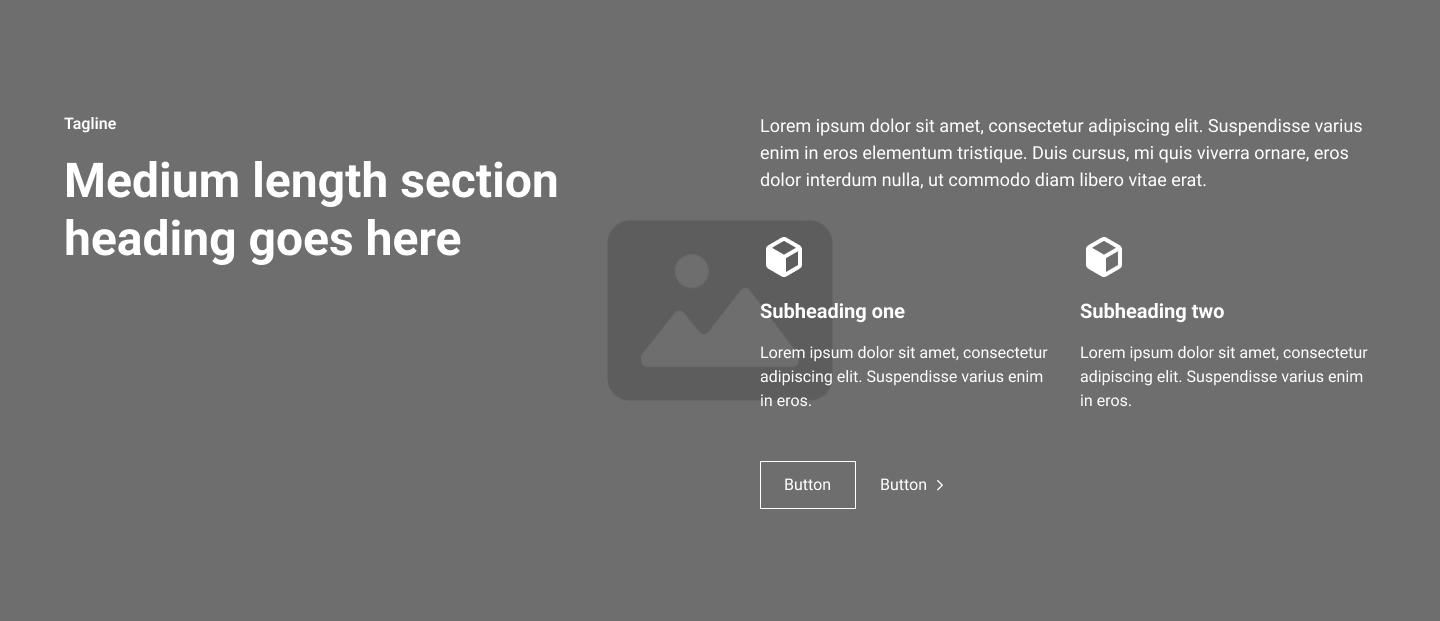 Tagline
Medium length section
heading goes here
Lorem ipsum dolor sit amet, consectetur adipiscing elit. Suspendisse varius
enim in eros elementum tristique. Duis cursus, mi quis viverra ornare, eros
dolor interdum nulla, ut commodo diam libero vitae erat.
Subheading one
Lorem ipsum dolor sit amet, consectetur
adipiscing elit. Suspendisse varius enim
in eros.
Subheading two
Lorem ipsum dolor sit amet, consectetur
adipiscing elit. Suspendisse varius enim
in eros.
Button
Button